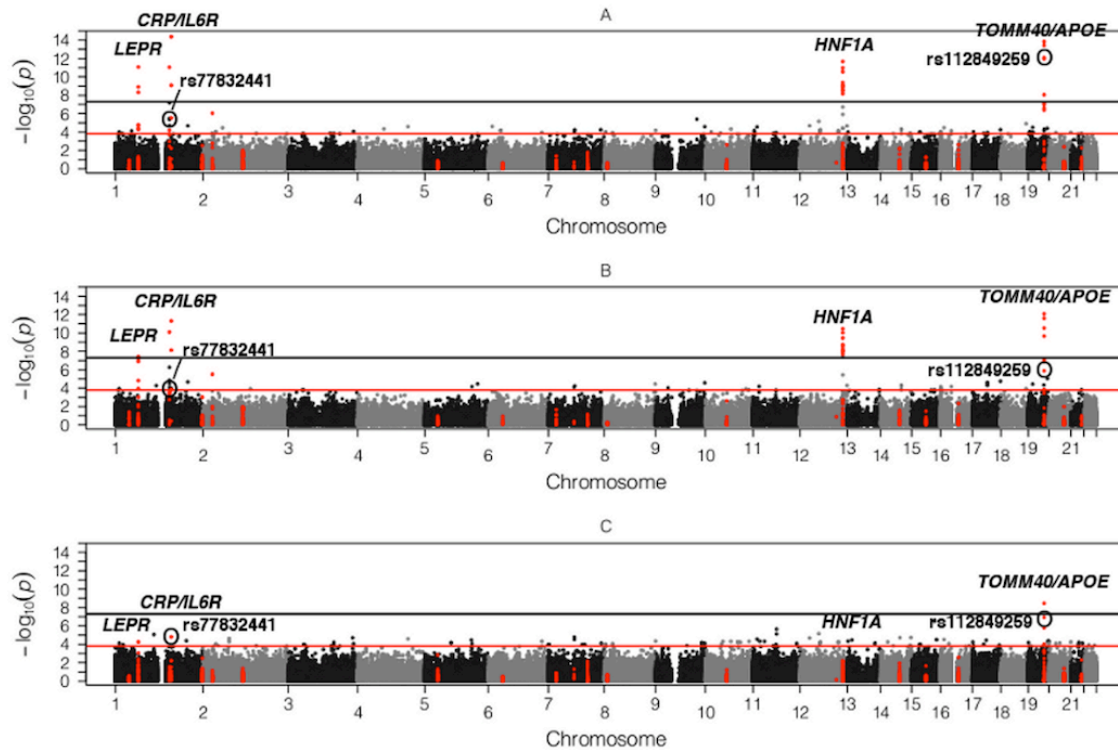 A
CRP/IL6R
TOMM40/APOE
LEPR
HNF1A
rs77832441
rs112849259
−log₁₀(p)
14
12
10
8
6
4
2
0
1 2 3 4 5 6 7 8 9 10 11 12 13 14 15 16 17 18 19 21
Chromosome
B
CRP/IL6R
TOMM40/APOE
LEPR
HNF1A
rs77832441
rs112849259
−log₁₀(p)
14
12
10
8
6
4
2
0
1 2 3 4 5 6 7 8 9 10 11 12 13 14 15 16 17 18 19 21
Chromosome
C
TOMM40/APOE
CRP/IL6R
LEPR
rs77832441
HNF1A
rs112849259
−log₁₀(p)
14
12
10
8
6
4
2
0
1 2 3 4 5 6 7 8 9 10 11 12 13 14 15 16 17 18 19 21
Chromosome